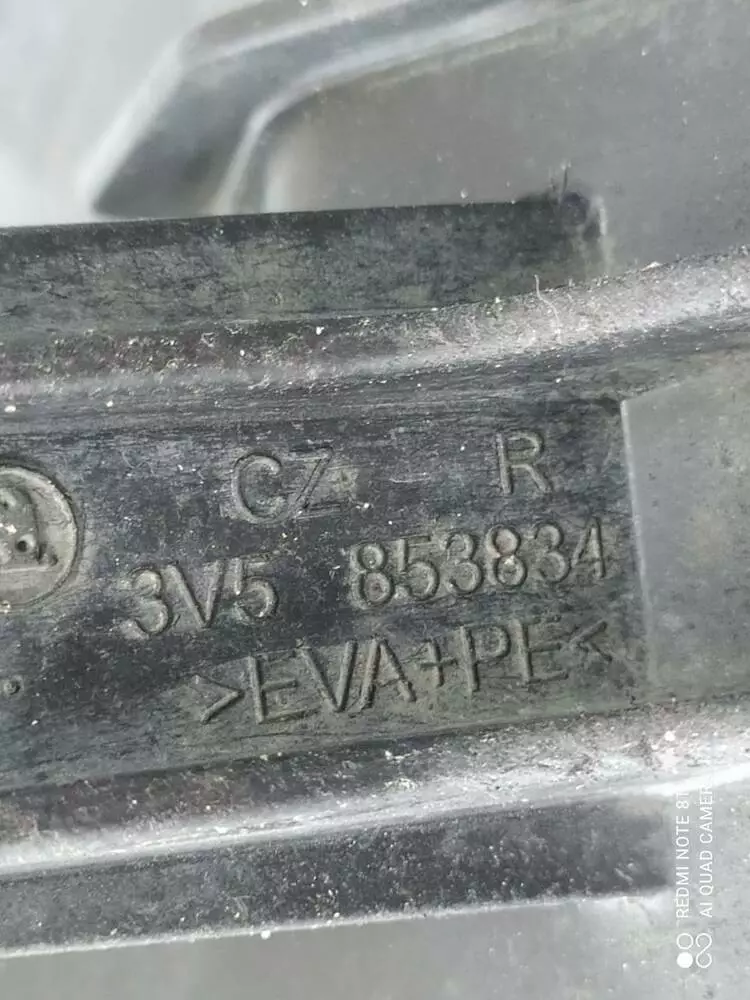 CZ R
3V5 853834
>EVA+PE<
REDMI NOTE 8T
AI QUAD CAMERA